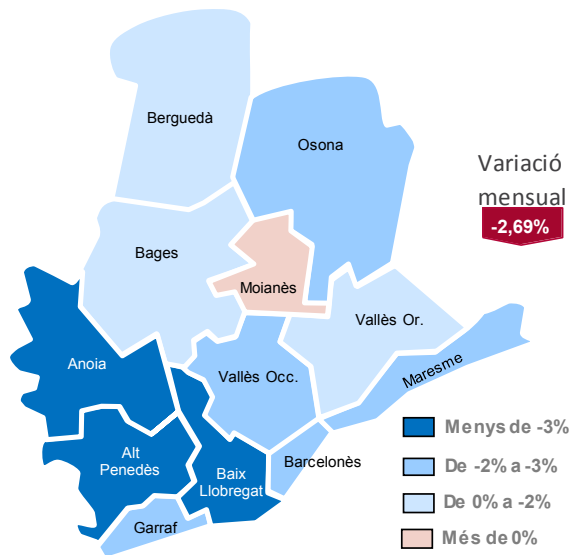 Berguedà
Osona
Variació
mensual
-2,69%
Bages
Moianès
Vallès Or.
Anoia
Vallès Occ.
Maresme
Alt
Penedès
Baix
Llobregat
Barcelonès
Garraf
Menys de -3%
De -2% a -3%
De 0% a -2%
Més de 0%